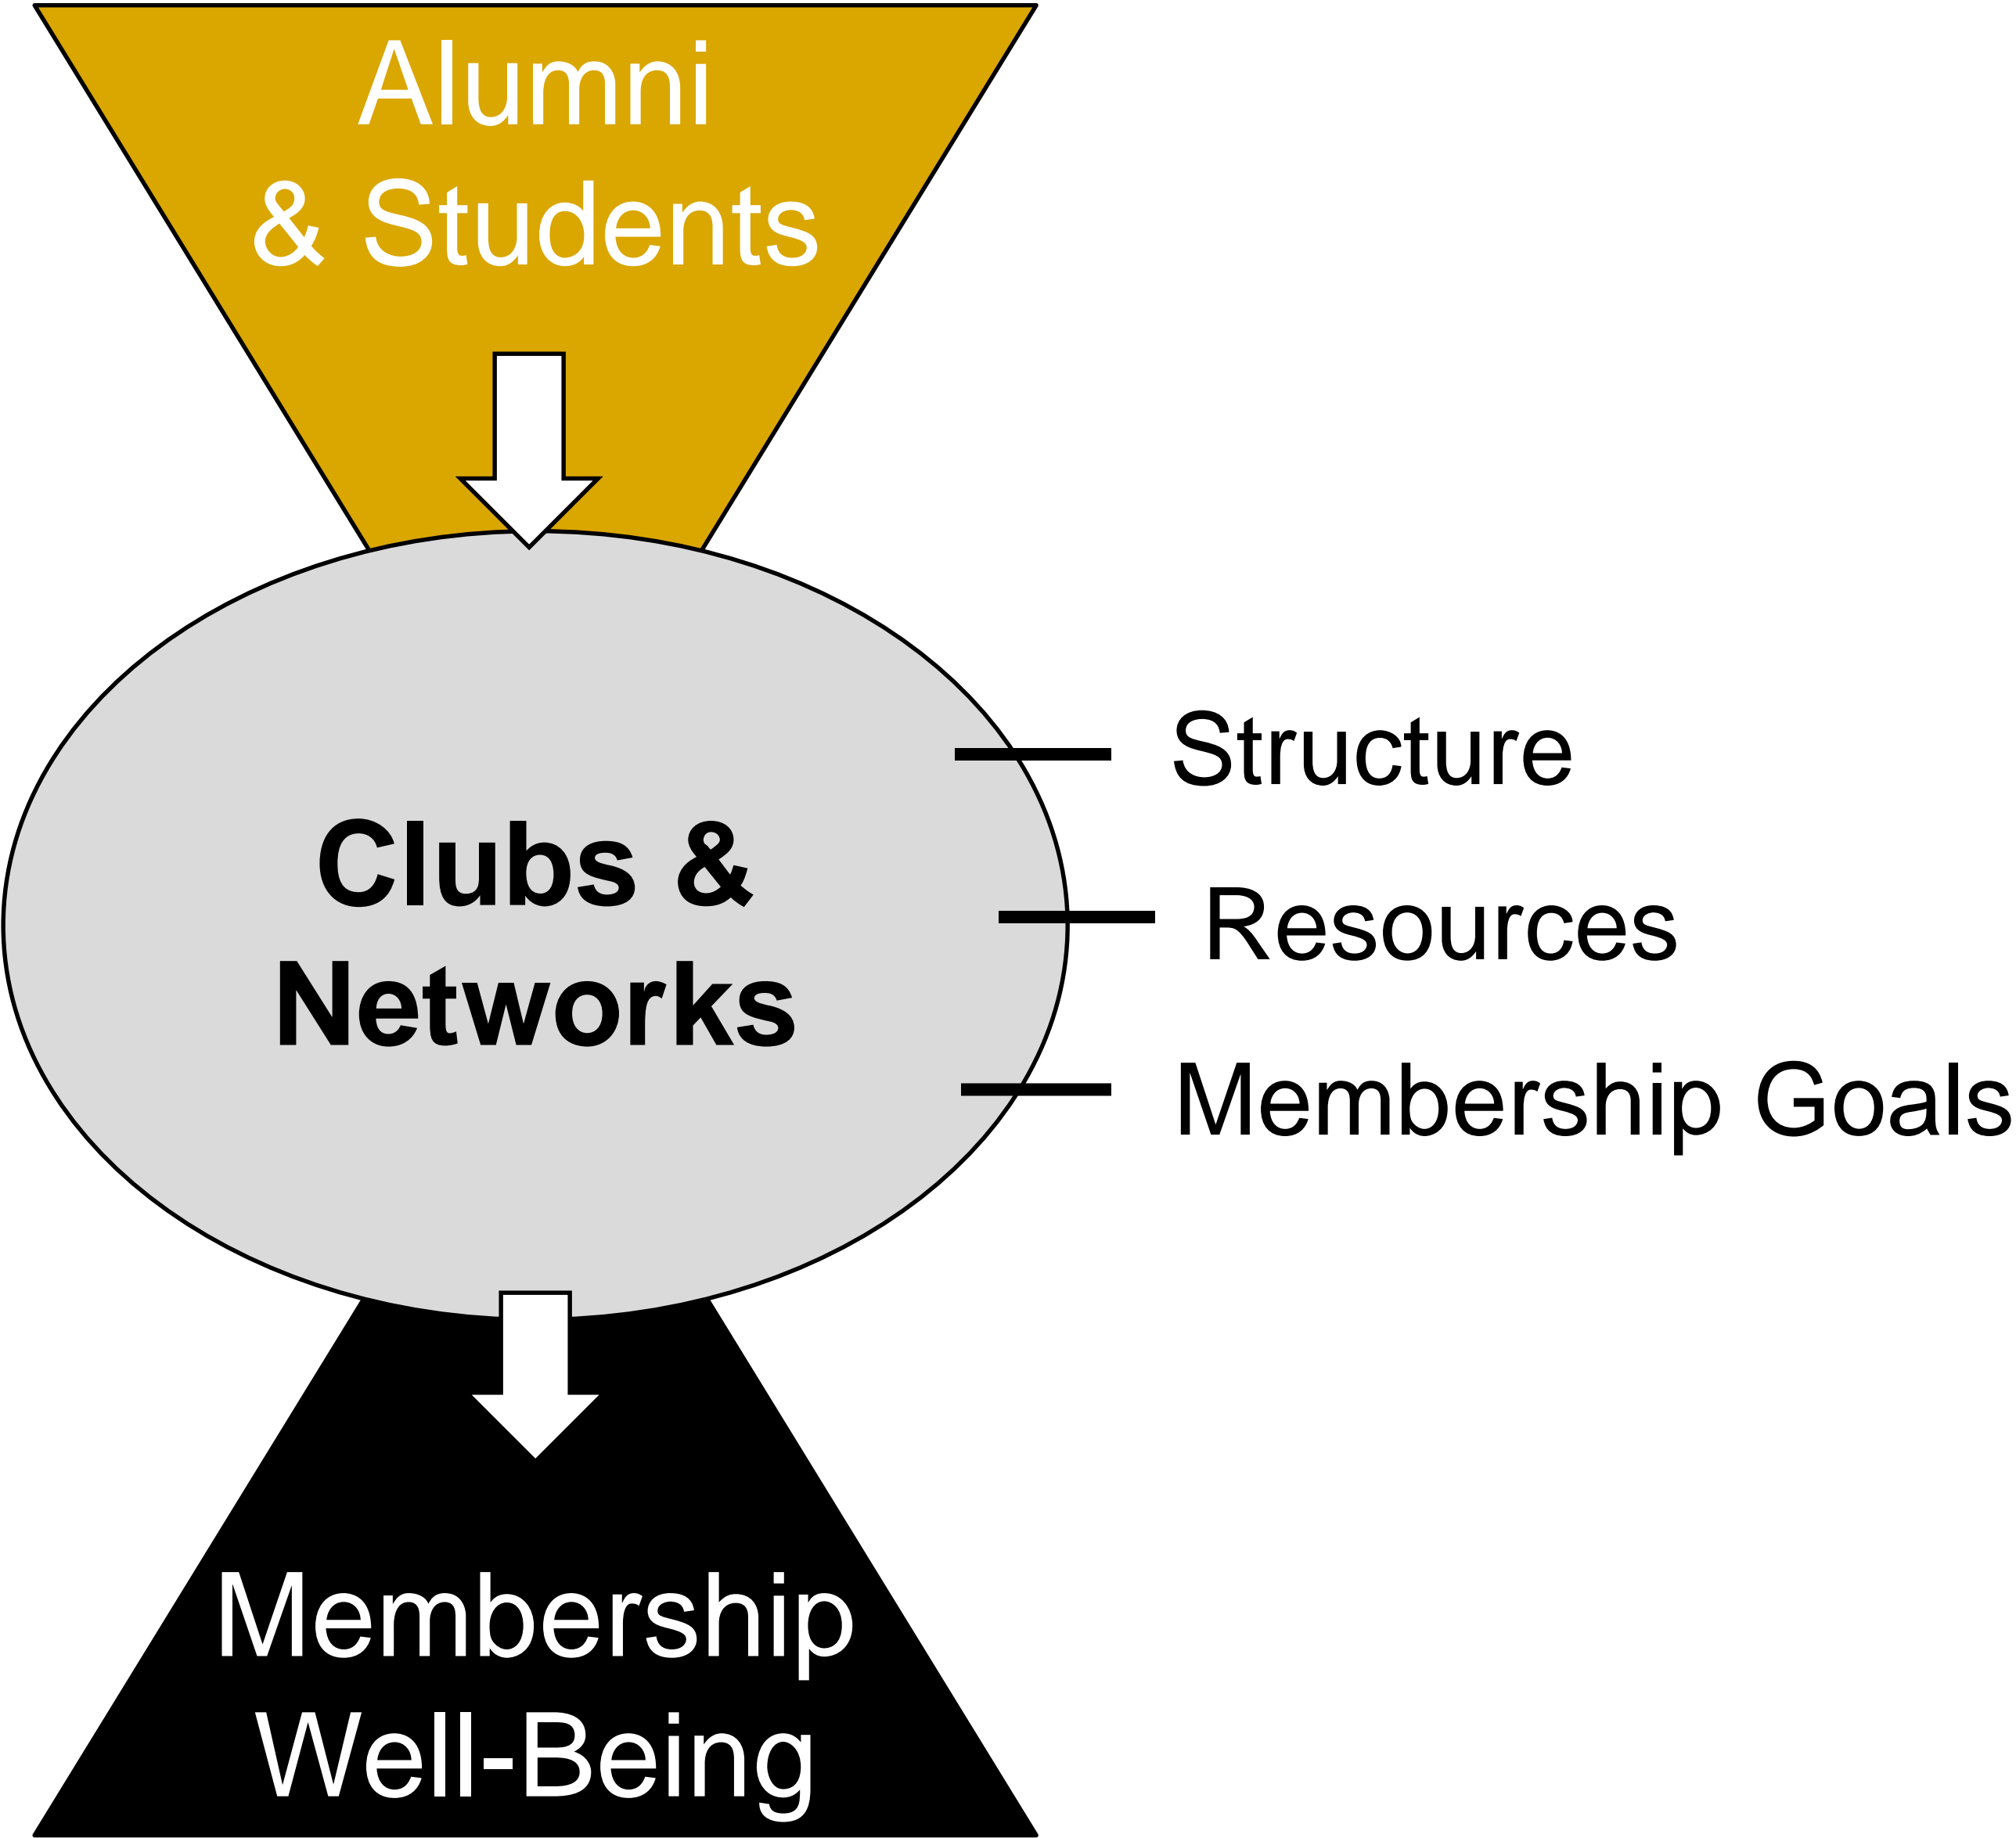 Alumni
& Students
Clubs &
Networks
Structure
Resources
Membership Goals
Membership
Well-Being